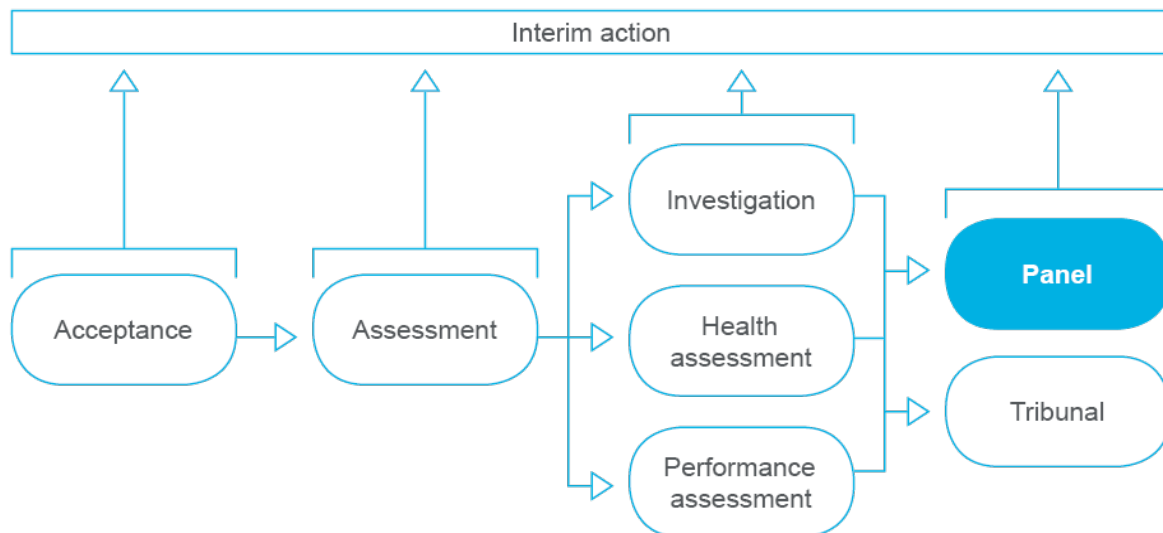 Interim action
Acceptance
Assessment
Investigation
Health
assessment
Performance
assessment
Panel
Tribunal